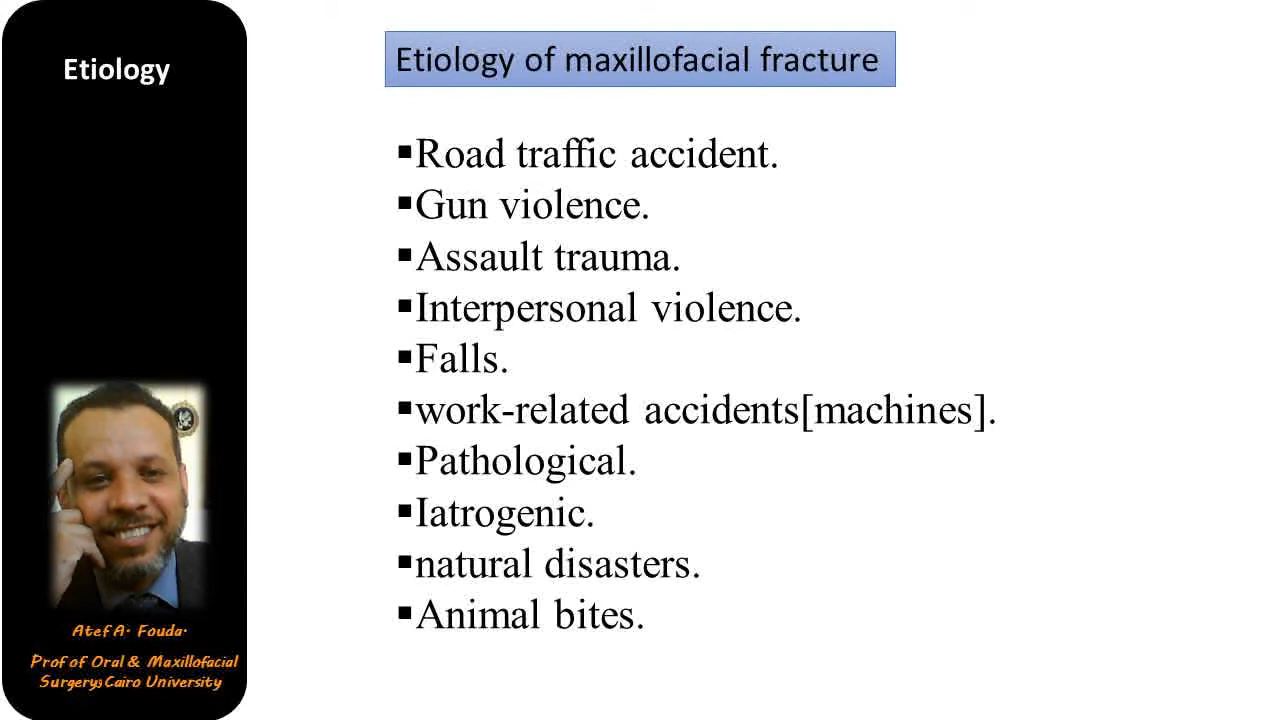 Etiology
Etiology of maxillofacial fracture
▪Road traffic accident.
▪Gun violence.
▪Assault trauma.
▪Interpersonal violence.
▪Falls.
▪work-related accidents[machines].
▪Pathological.
▪Iatrogenic.
▪natural disasters.
▪Animal bites.
Atef A. Fouda.
Prof of Oral & Maxillofacial
Surgery, Cairo University